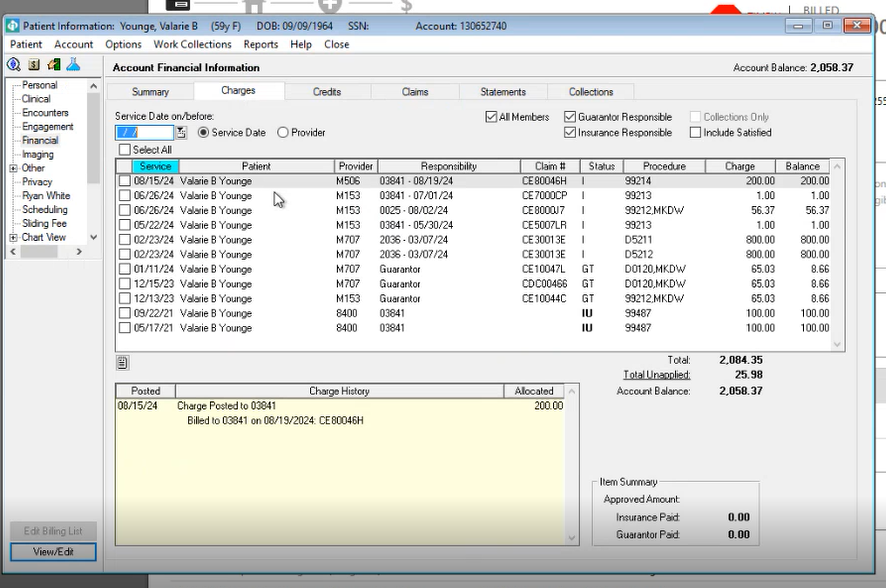 BILLED
Patient Information: Younge, Valarie B (59y F) DOB: 09/09/1964 SSN: Account: 130652740
Patient Account Options Work Collections Reports Help Close
Account Financial Information Account Balance: 2,058.37
Personal
Clinical
Encounters
Engagement
Financial
Imaging
Other
Privacy
Ryan White
Scheduling
Sliding Fee
Chart View
Edit Billing List
View/Edit
Summary Charges Credits Claims Statements Collections
Service Date on/before: All Members Guarantor Responsible Collections Only
/ / Service Date Provider Insurance Responsible Include Satisfied
Select All
Service Patient Provider Responsibility Claim # Status Procedure Charge Balance
08/15/24 Valarie B Younge M506 03841 - 08/19/24 CE80046H I 99214 200.00 200.00
06/26/24 Valarie B Younge M153 03841 - 07/01/24 CE7000CP I 99213 1.00 1.00
06/26/24 Valarie B Younge M153 0025 - 08/02/24 CE8000J7 I 99212,MKDW 56.37 56.37
05/22/24 Valarie B Younge M153 03841 - 05/30/24 CE5007LR I 99213 1.00 1.00
02/23/24 Valarie B Younge M707 2036 - 03/07/24 CE30013E I D5211 800.00 800.00
02/23/24 Valarie B Younge M707 2036 - 03/07/24 CE30013E I D5212 800.00 800.00
01/11/24 Valarie B Younge M707 Guarantor CE10047L GT D0120,MKDW 65.03 8.66
12/15/23 Valarie B Younge M707 Guarantor CDC00466 GT D0120,MKDW 65.03 8.66
12/13/23 Valarie B Younge M153 Guarantor CE10044C GT 99212,MKDW 65.03 8.66
09/22/21 Valarie B Younge 8400 03841 IU 99487 100.00 100.00
05/17/21 Valarie B Younge 8400 03841 IU 99487 100.00 100.00
Total: 2,084.35
Total Unapplied: 25.98
Account Balance: 2,058.37
Posted Charge History Allocated
08/15/24 Charge Posted to 03841 200.00
Billed to 03841 on 08/19/2024: CE80046H
Item Summary
Approved Amount:
Insurance Paid: 0.00
Guarantor Paid: 0.00